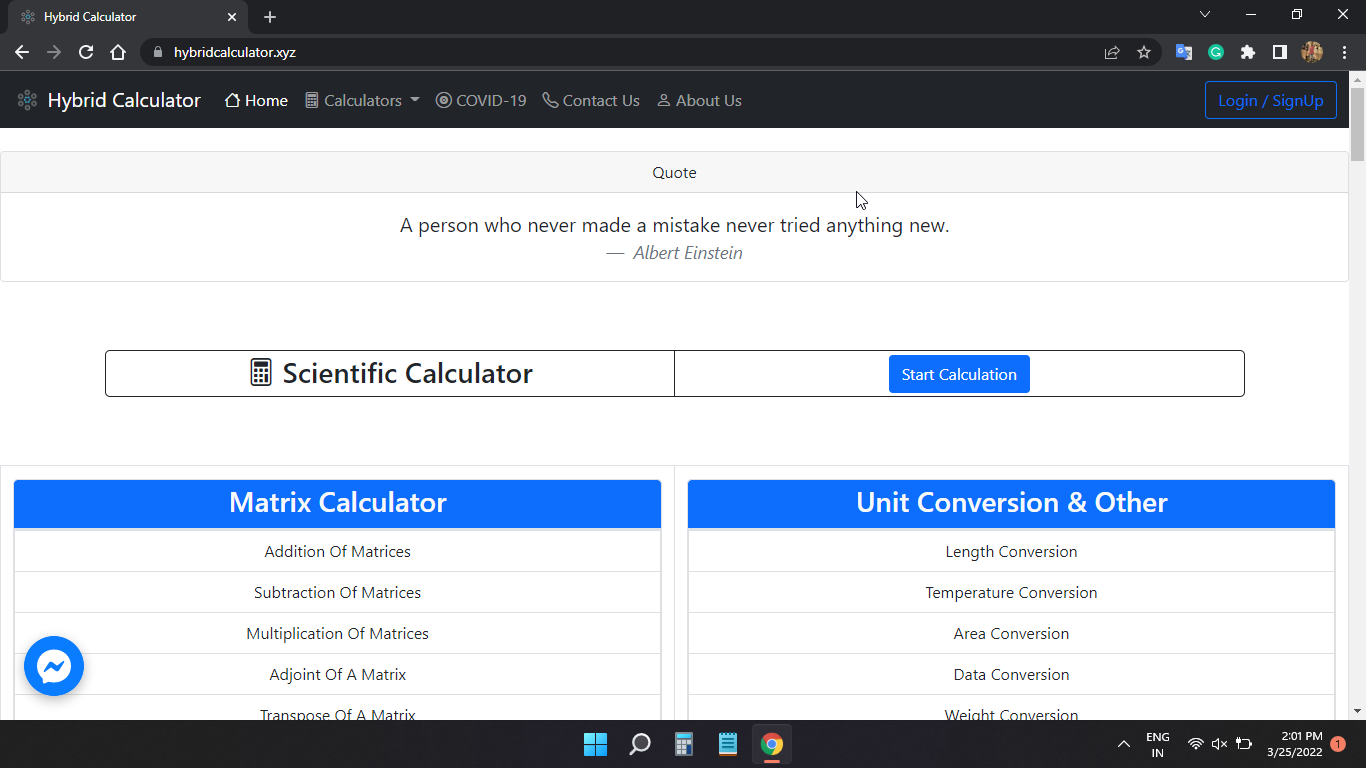 Hybrid Calculator
hybridcalculator.xyz
Hybrid Calculator Home Calculators COVID-19 Contact Us About Us Login / SignUp
Quote
A person who never made a mistake never tried anything new.
— Albert Einstein
Scientific Calculator Start Calculation
Matrix Calculator
Addition Of Matrices
Subtraction Of Matrices
Multiplication Of Matrices
Adjoint Of A Matrix
Transpose Of A Matrix
Unit Conversion & Other
Length Conversion
Temperature Conversion
Area Conversion
Data Conversion
Weight Conversion
ENG
IN
2:01 PM
3/25/2022
1